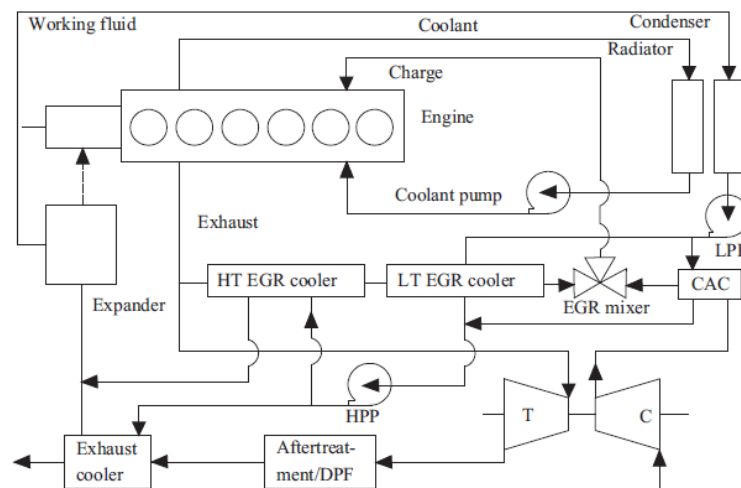 Working fluid
Coolant
Condenser
Radiator
Charge
Engine
Coolant pump
Exhaust
LPP
HT EGR cooler
LT EGR cooler
CAC
EGR mixer
Expander
HPP
T
C
Exhaust
cooler
Aftertreat-
ment/DPF